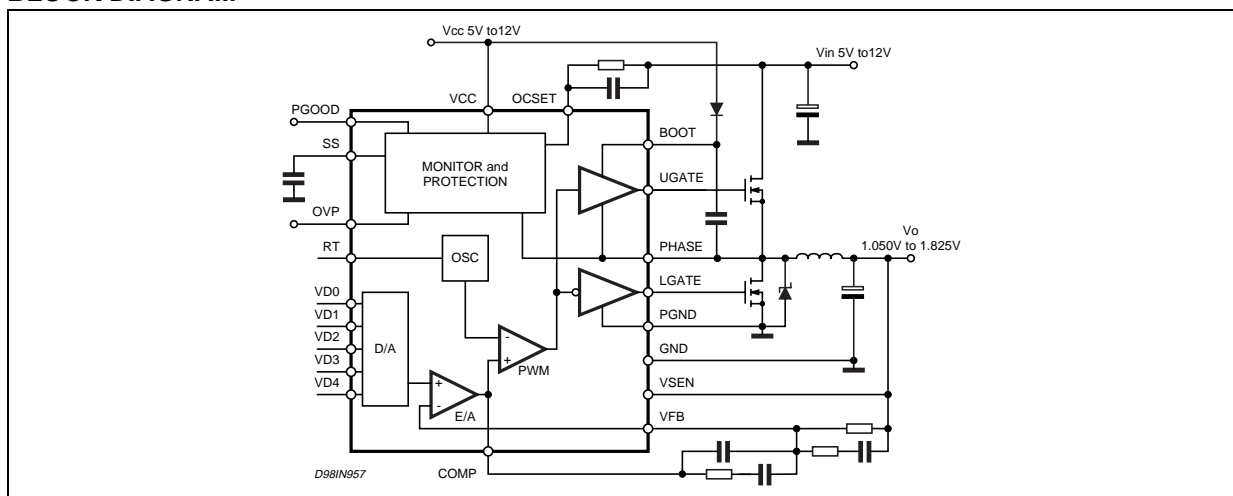 Vcc 5V to12V
Vin 5V to12V
VCC
OCSET
PGOOD
BOOT
SS
MONITOR and
PROTECTION
UGATE
OVP
Vo
1.050V to 1.825V
RT
OSC
PHASE
LGATE
VD0
VD1
PGND
VD2
D/A
-
+
PWM
GND
VD3
VD4
+
-
E/A
VSEN
VFB
D98IN957
COMP